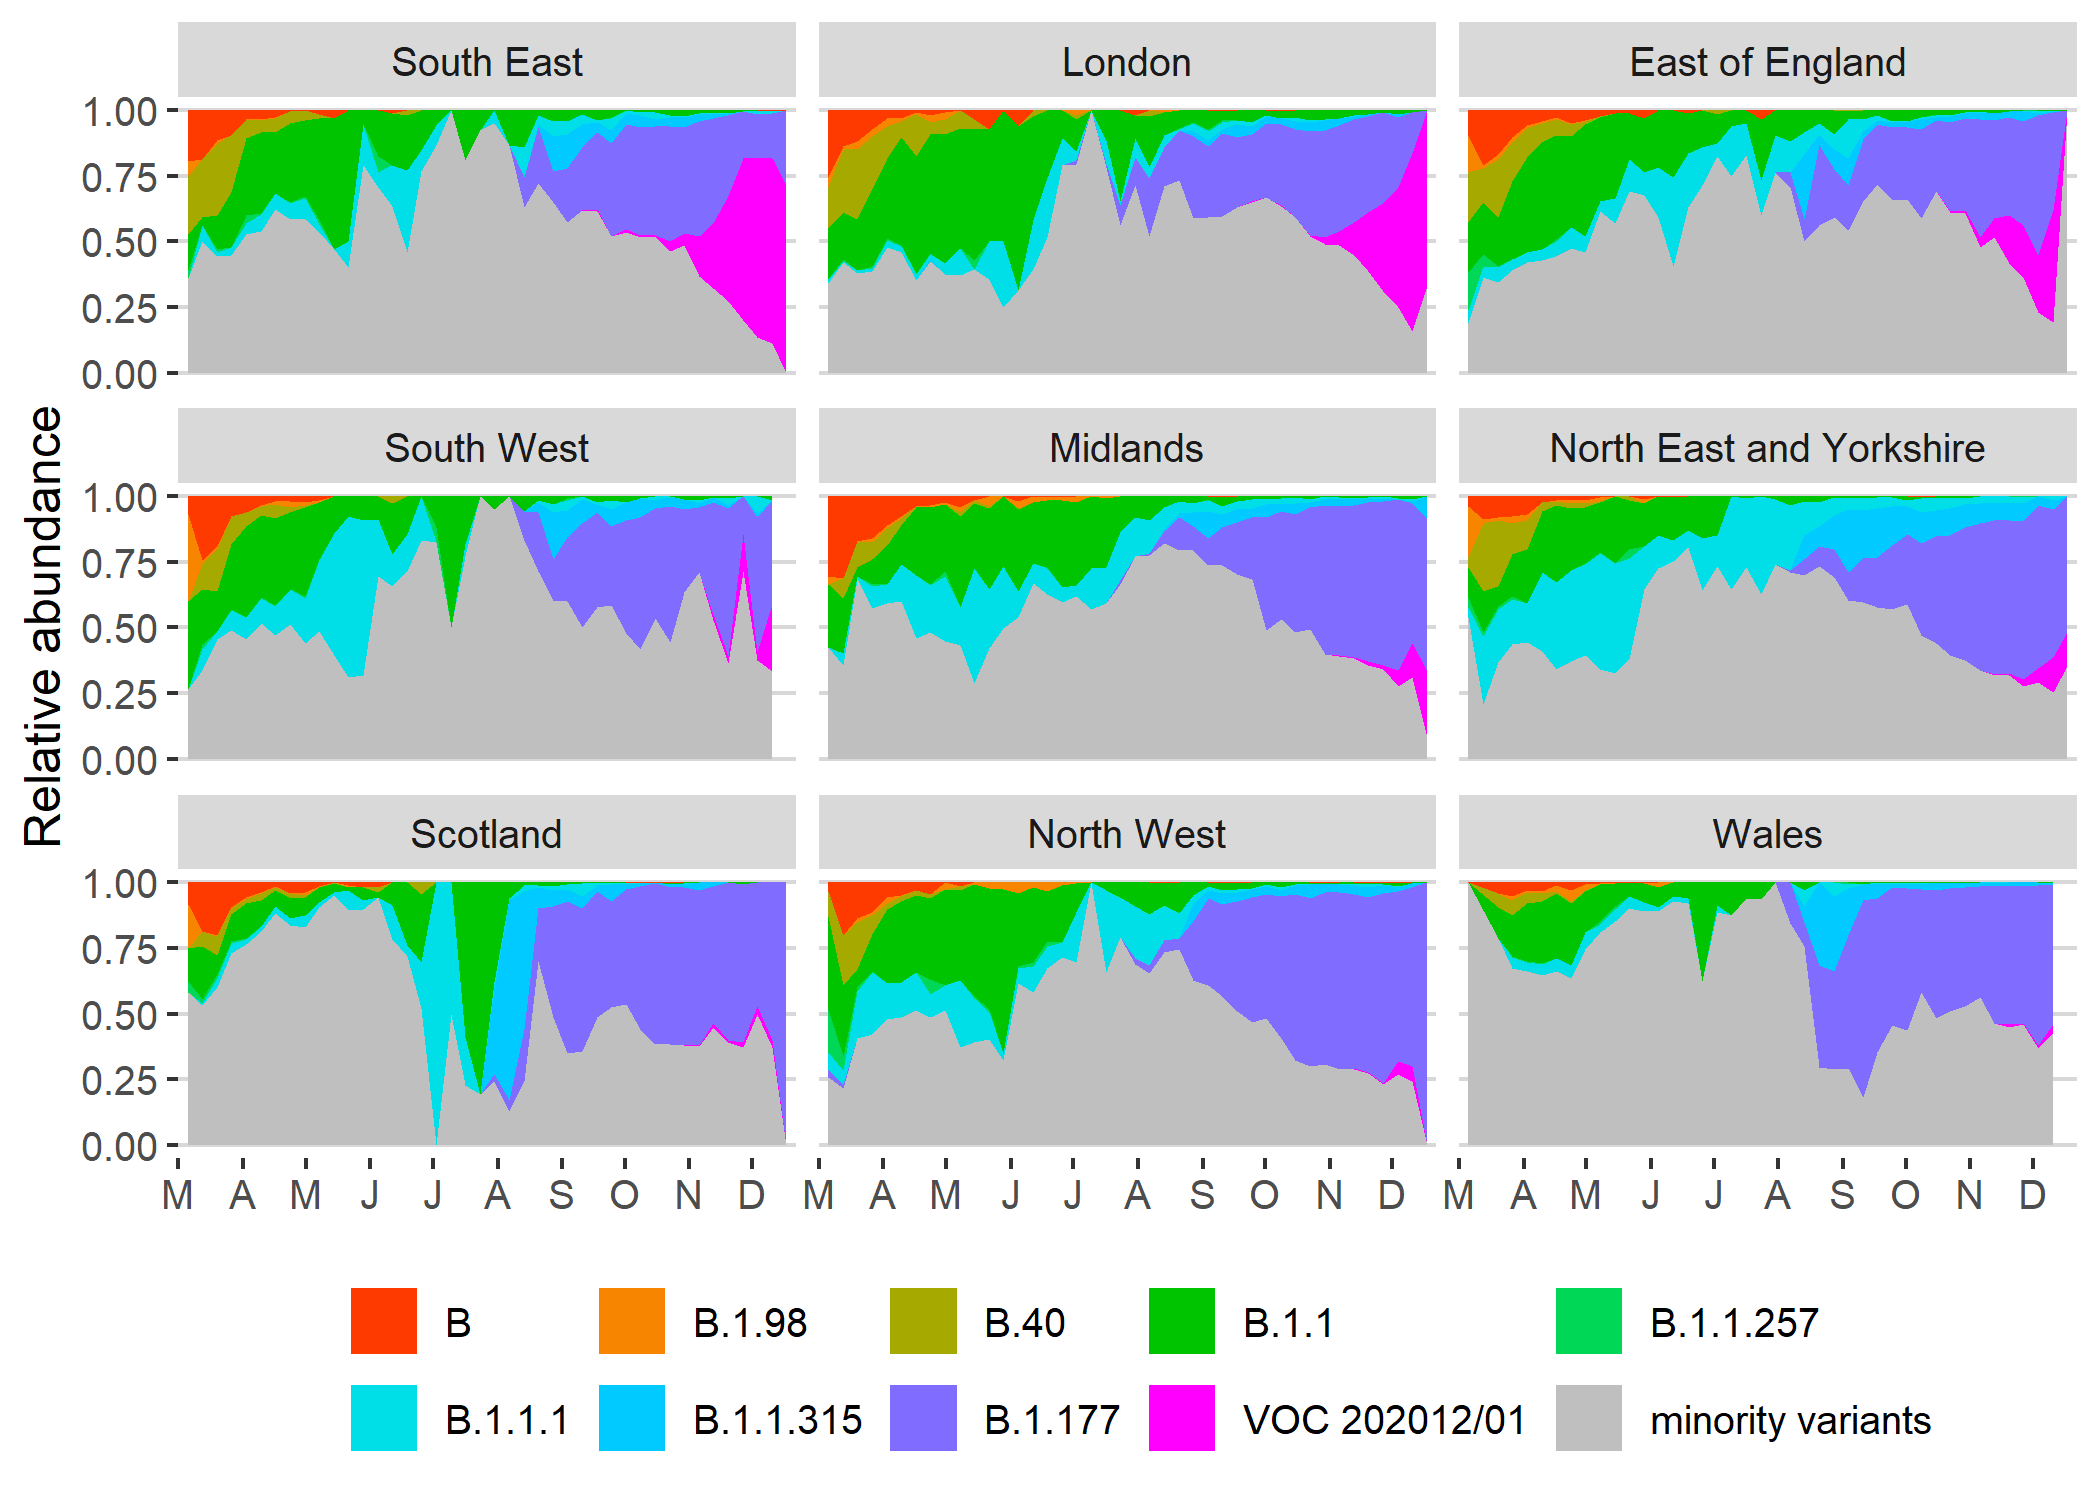 South East London East of England
1.00
0.75
0.50
0.25
0.00
South West Midlands North East and Yorkshire
1.00
0.75
0.50
0.25
0.00
Relative abundance
Scotland North West Wales
1.00
0.75
0.50
0.25
0.00
M A M J J A S O N D M A M J J A S O N D M A M J J A S O N D
B B.1.98 B.40 B.1.1 B.1.1.257
B.1.1.1 B.1.1.315 B.1.177 VOC 202012/01 minority variants